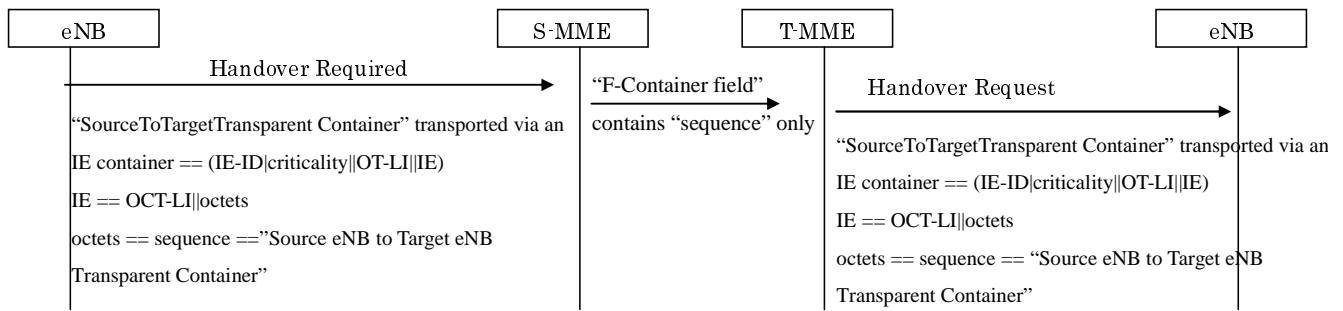 eNB
S-MME
T-MME
eNB
Handover Required
“F-Container field”
contains “sequence” only
Handover Request
“SourceToTargetTransparent Container” transported via an
IE container == (IE-ID|criticality||OT-LI||IE)
IE == OCT-LI||octets
octets == sequence ==”Source eNB to Target eNB
Transparent Container”
“SourceToTargetTransparent Container” transported via an
IE container == (IE-ID|criticality||OT-LI||IE)
IE == OCT-LI||octets
octets == sequence == “Source eNB to Target eNB
Transparent Container”